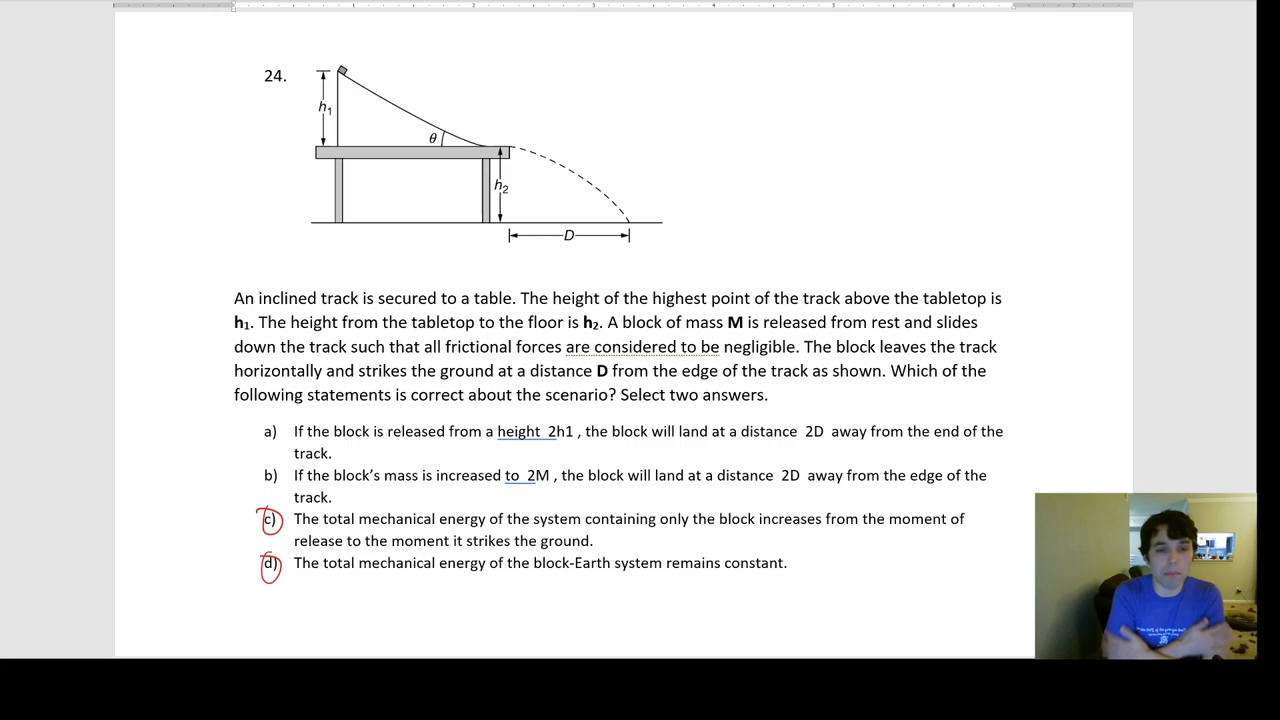 24.
h1
θ
h2
D
An inclined track is secured to a table. The height of the highest point of the track above the tabletop is
h1. The height from the tabletop to the floor is h2. A block of mass M is released from rest and slides
down the track such that all frictional forces are considered to be negligible. The block leaves the track
horizontally and strikes the ground at a distance D from the edge of the track as shown. Which of the
following statements is correct about the scenario? Select two answers.
a) If the block is released from a height 2h1 , the block will land at a distance 2D away from the end of the
track.
b) If the block's mass is increased to 2M , the block will land at a distance 2D away from the edge of the
track.
c) The total mechanical energy of the system containing only the block increases from the moment of
release to the moment it strikes the ground.
d) The total mechanical energy of the block-Earth system remains constant.